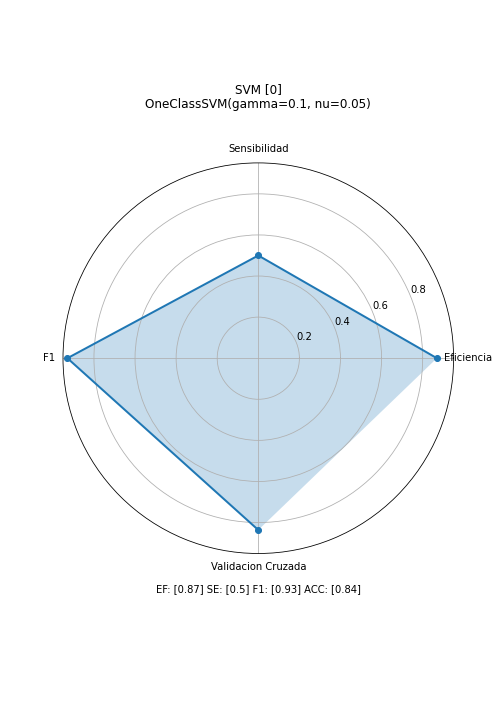 SVM [0]
OneClassSVM(gamma=0.1, nu=0.05)
Sensibilidad
0.8
0.6
0.4
0.2
F1
Eficiencia
Validacion Cruzada
EF: [0.87] SE: [0.5] F1: [0.93] ACC: [0.84]